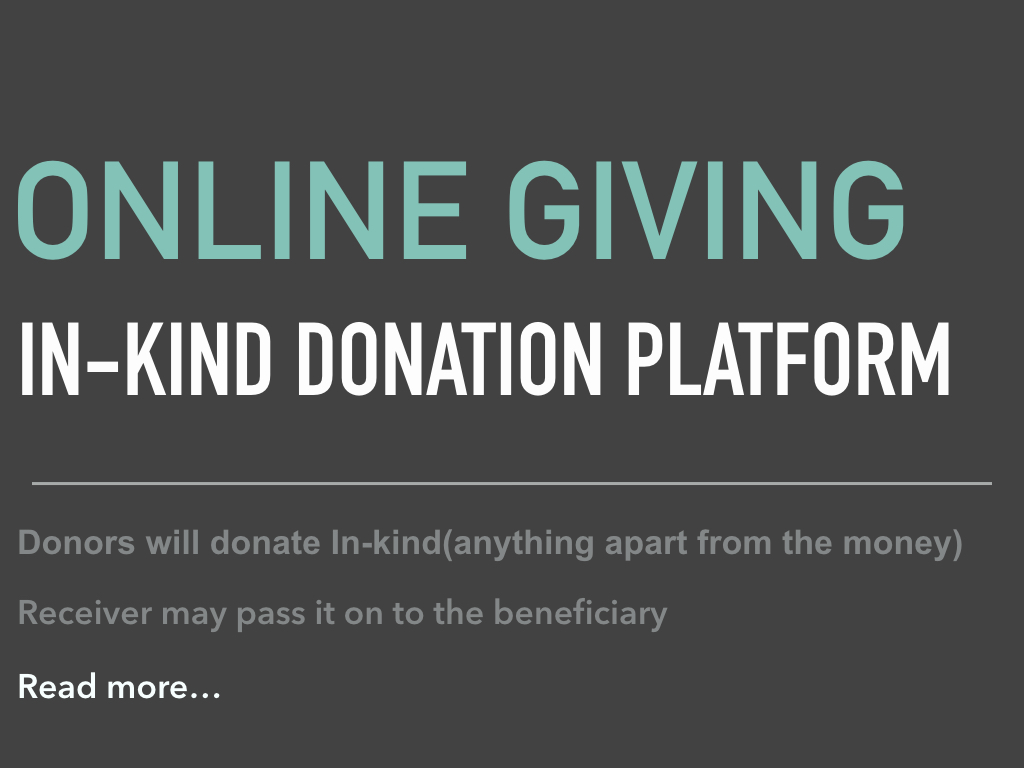 ONLINE GIVING
IN-KIND DONATION PLATFORM
Donors will donate In-kind(anything apart from the money)
Receiver may pass it on to the beneficiary
Read more…